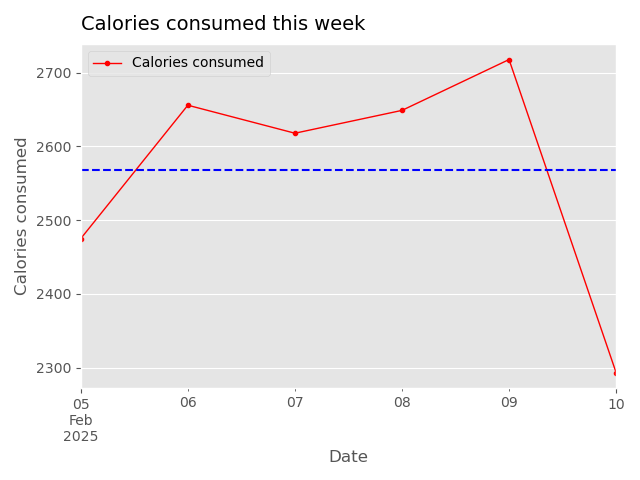 Calories consumed this week
Calories consumed
2700
2600
2500
2400
2300
Calories consumed
05 06 07 08 09 10
Feb
2025
Date